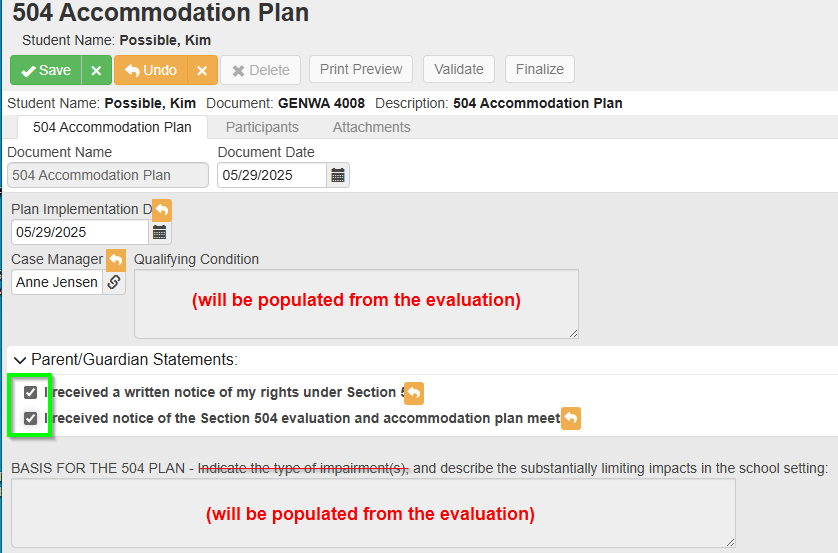 504 Accommodation Plan
Student Name: Possible, Kim
Save × Undo × Delete Print Preview Validate Finalize
Student Name: Possible, Kim Document: GENWA 4008 Description: 504 Accommodation Plan
504 Accommodation Plan Participants Attachments
Document Name Document Date
504 Accommodation Plan 05/29/2025
Plan Implementation D
05/29/2025
Case Manager Qualifying Condition
Anne Jensen
(will be populated from the evaluation)
Parent/Guardian Statements:
I received a written notice of my rights under Section
I received notice of the Section 504 evaluation and accommodation plan meet
BASIS FOR THE 504 PLAN - Indicate the type of impairment(s), and describe the substantially limiting impacts in the school setting:
(will be populated from the evaluation)